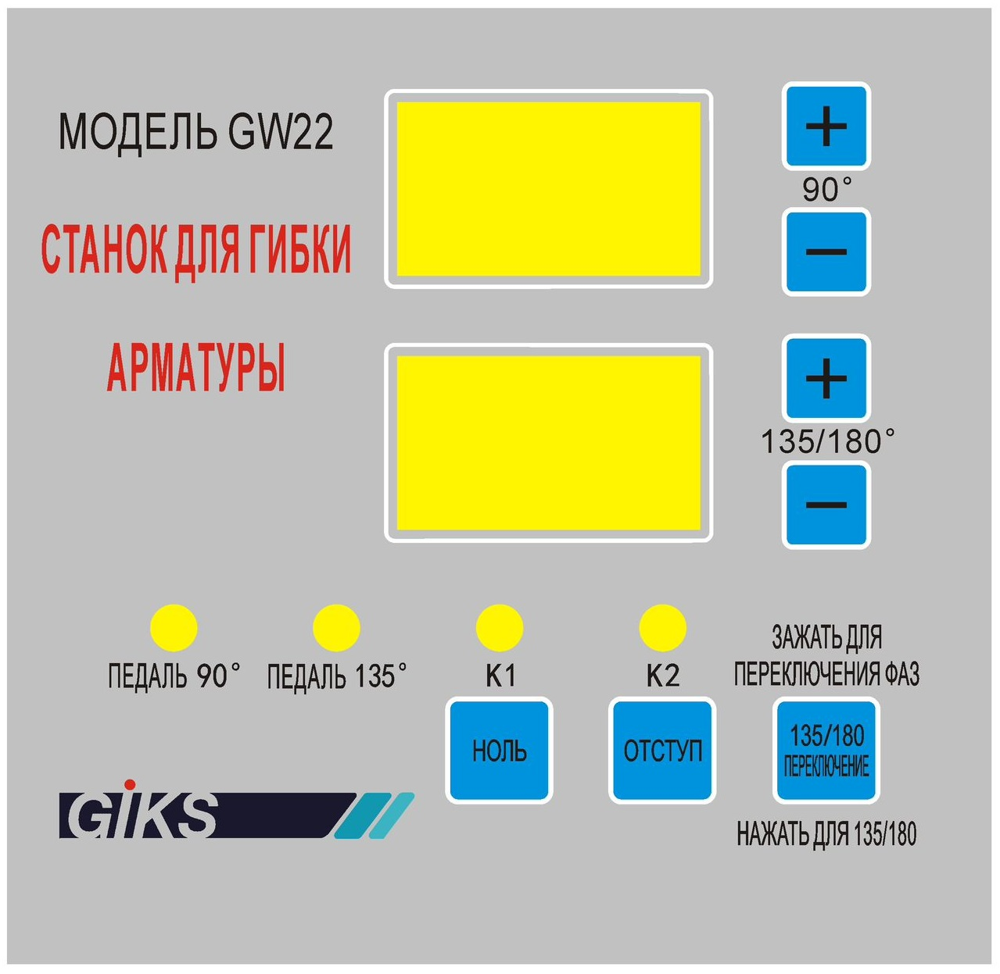 МОДЕЛЬ GW22
СТАНОК ДЛЯ ГИБКИ
АРМАТУРЫ
+
90°
−
+
135/180°
−
ПЕДАЛЬ 90°
ПЕДАЛЬ 135°
K1
K2
ЗАЖАТЬ ДЛЯ
ПЕРЕКЛЮЧЕНИЯ ФАЗ
НОЛЬ
ОТСТУП
135/180
ПЕРЕКЛЮЧЕНИЕ
НАЖАТЬ ДЛЯ 135/180
GiKS